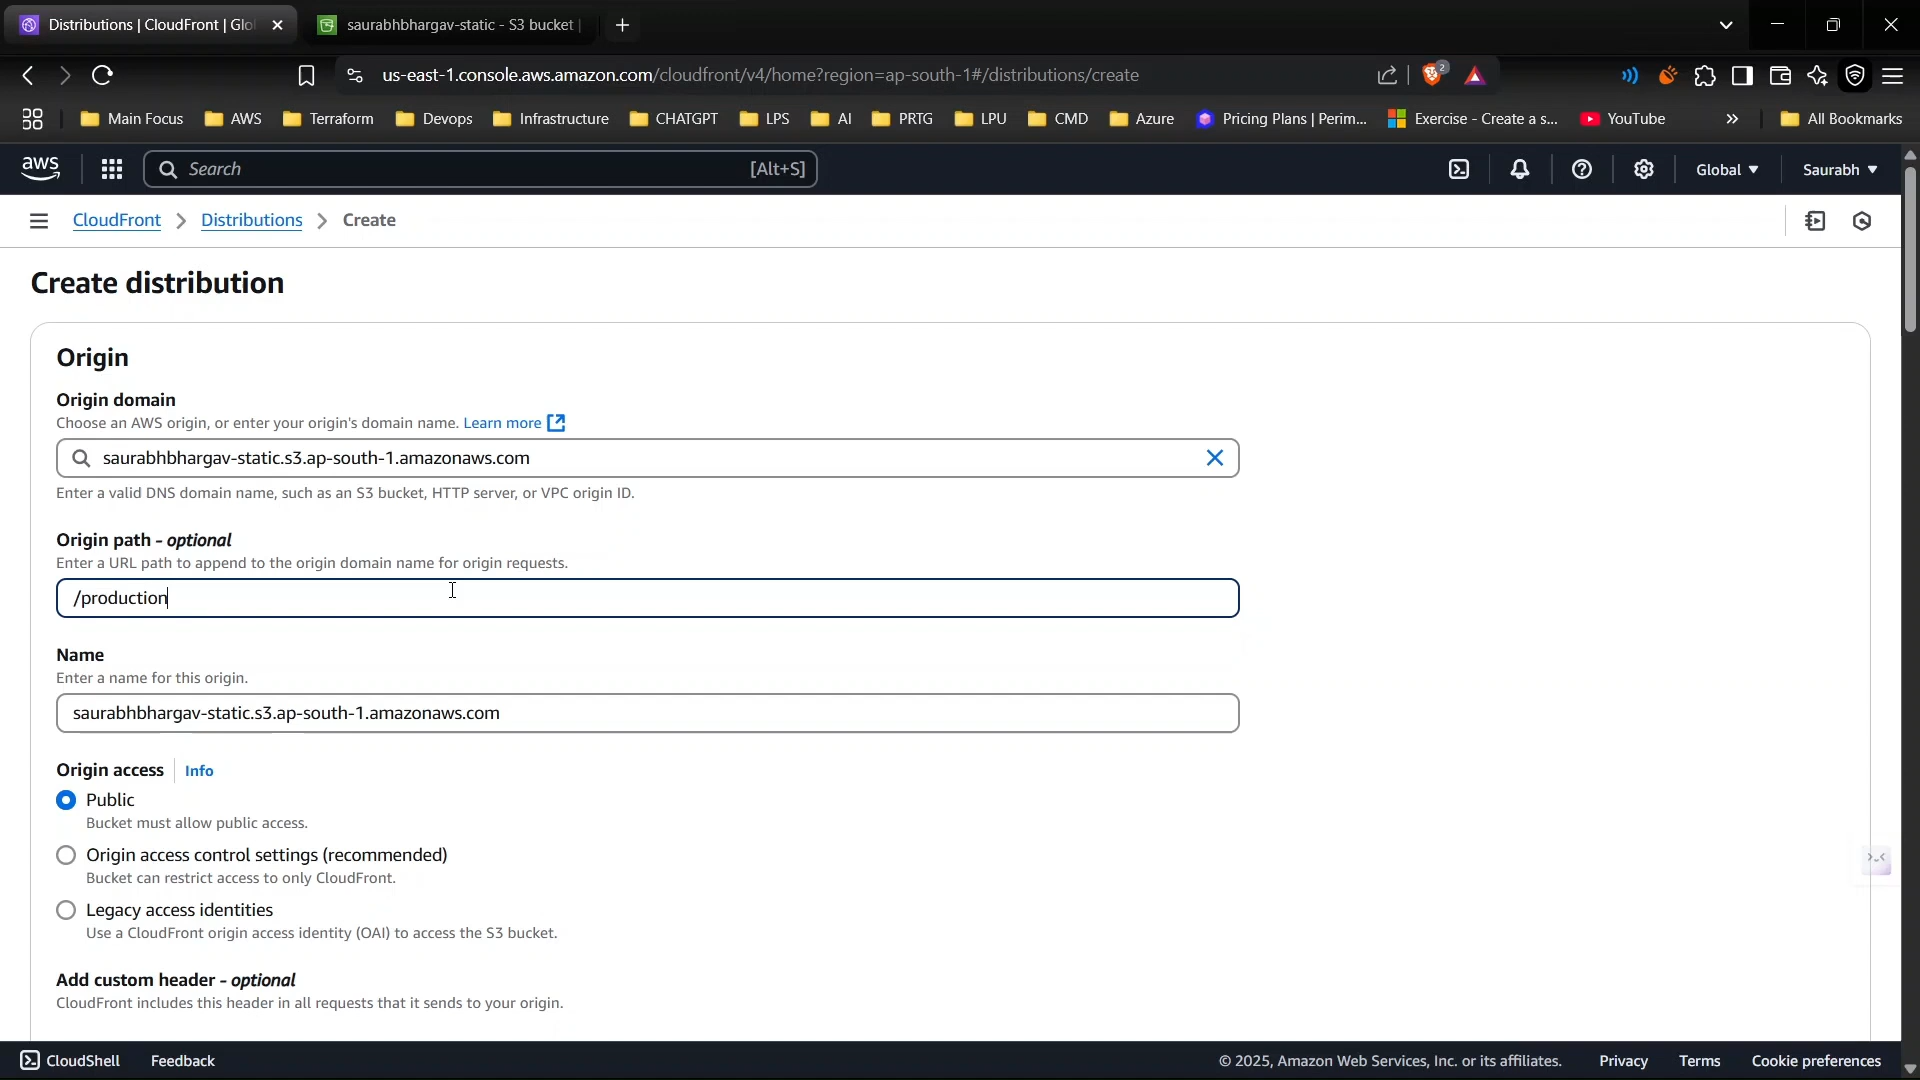 Distributions | CloudFront | Glo
saurabhbhargav-static - S3 bucket |
us-east-1.console.aws.amazon.com/cloudfront/v4/home?region=ap-south-1#/distributions/create
2
Main Focus
AWS
Terraform
Devops
Infrastructure
CHATGPT
LPS
AI
PRTG
LPU
CMD
Azure
Pricing Plans | Perim...
Exercise - Create a s...
YouTube
All Bookmarks
aws
Search
[Alt+S]
Global
Saurabh
CloudFront
Distributions
Create
Create distribution
Origin
Origin domain
Choose an AWS origin, or enter your origin's domain name. Learn more
saurabhbhargav-static.s3.ap-south-1.amazonaws.com
Enter a valid DNS domain name, such as an S3 bucket, HTTP server, or VPC origin ID.
Origin path - optional
Enter a URL path to append to the origin domain name for origin requests.
/production
Name
Enter a name for this origin.
saurabhbhargav-static.s3.ap-south-1.amazonaws.com
Origin access
Info
Public
Bucket must allow public access.
Origin access control settings (recommended)
Bucket can restrict access to only CloudFront.
Legacy access identities
Use a CloudFront origin access identity (OAI) to access the S3 bucket.
Add custom header - optional
CloudFront includes this header in all requests that it sends to your origin.
CloudShell
Feedback
© 2025, Amazon Web Services, Inc. or its affiliates.
Privacy
Terms
Cookie preferences